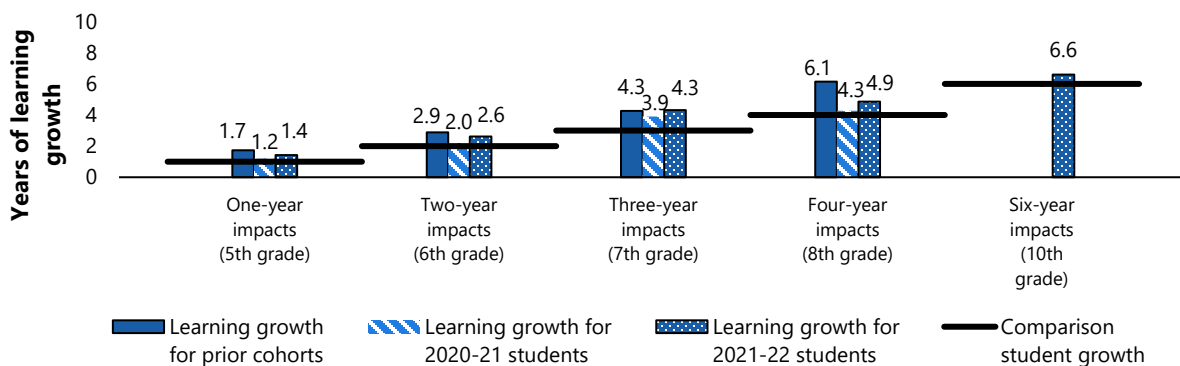 Years of learning
growth
10
8
6
4
2
0
1.7
1.2
1.4
2.9
2.0
2.6
4.3
3.9
4.3
6.1
4.3
4.9
6.6
One-year
impacts
(5th grade)
Two-year
impacts
(6th grade)
Three-year
impacts
(7th grade)
Four-year
impacts
(8th grade)
Six-year
impacts
(10th
grade)
Learning growth
for prior cohorts
Learning growth for
2020-21 students
Learning growth for
2021-22 students
Comparison
student growth